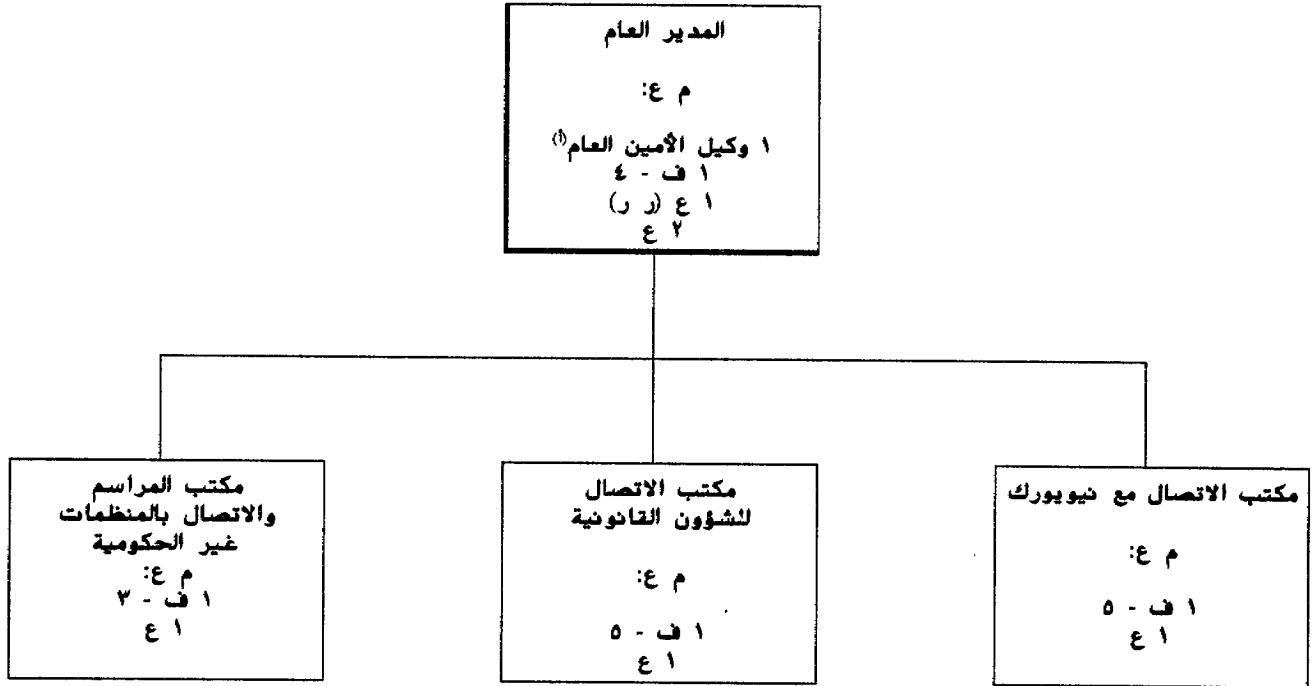 المدير العام
م ع:
١ وكيل الأمين العام(أ)
١ ف - ٤
١ ع (ر ر)
٢ ع
مكتب الاتصال مع نيويورك
م ع:
١ ف - ٥
١ ع
مكتب الاتصال
للشؤون القانونية
م ع:
١ ف - ٥
١ ع
مكتب المراسم
والاتصال بالمنظمات
غير الحكومية
م ع:
١ ف - ٣
١ ع